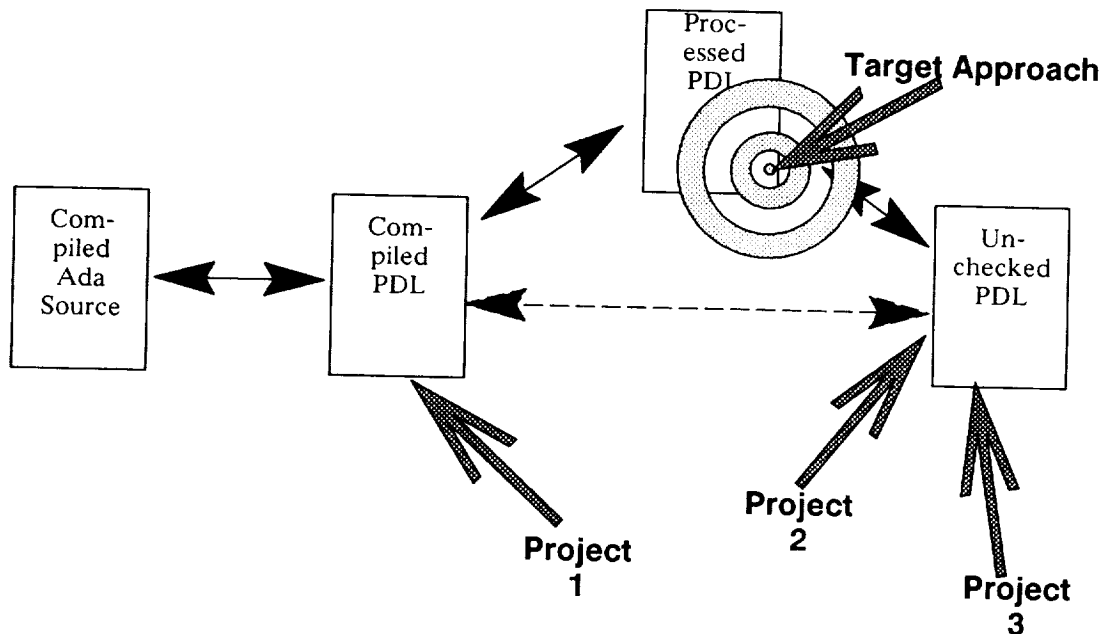 Proc-
essed
PDL
Target Approach
Com-
piled
Ada
Source
Com-
piled
PDL
Un-
checked
PDL
Project
1
Project
2
Project
3